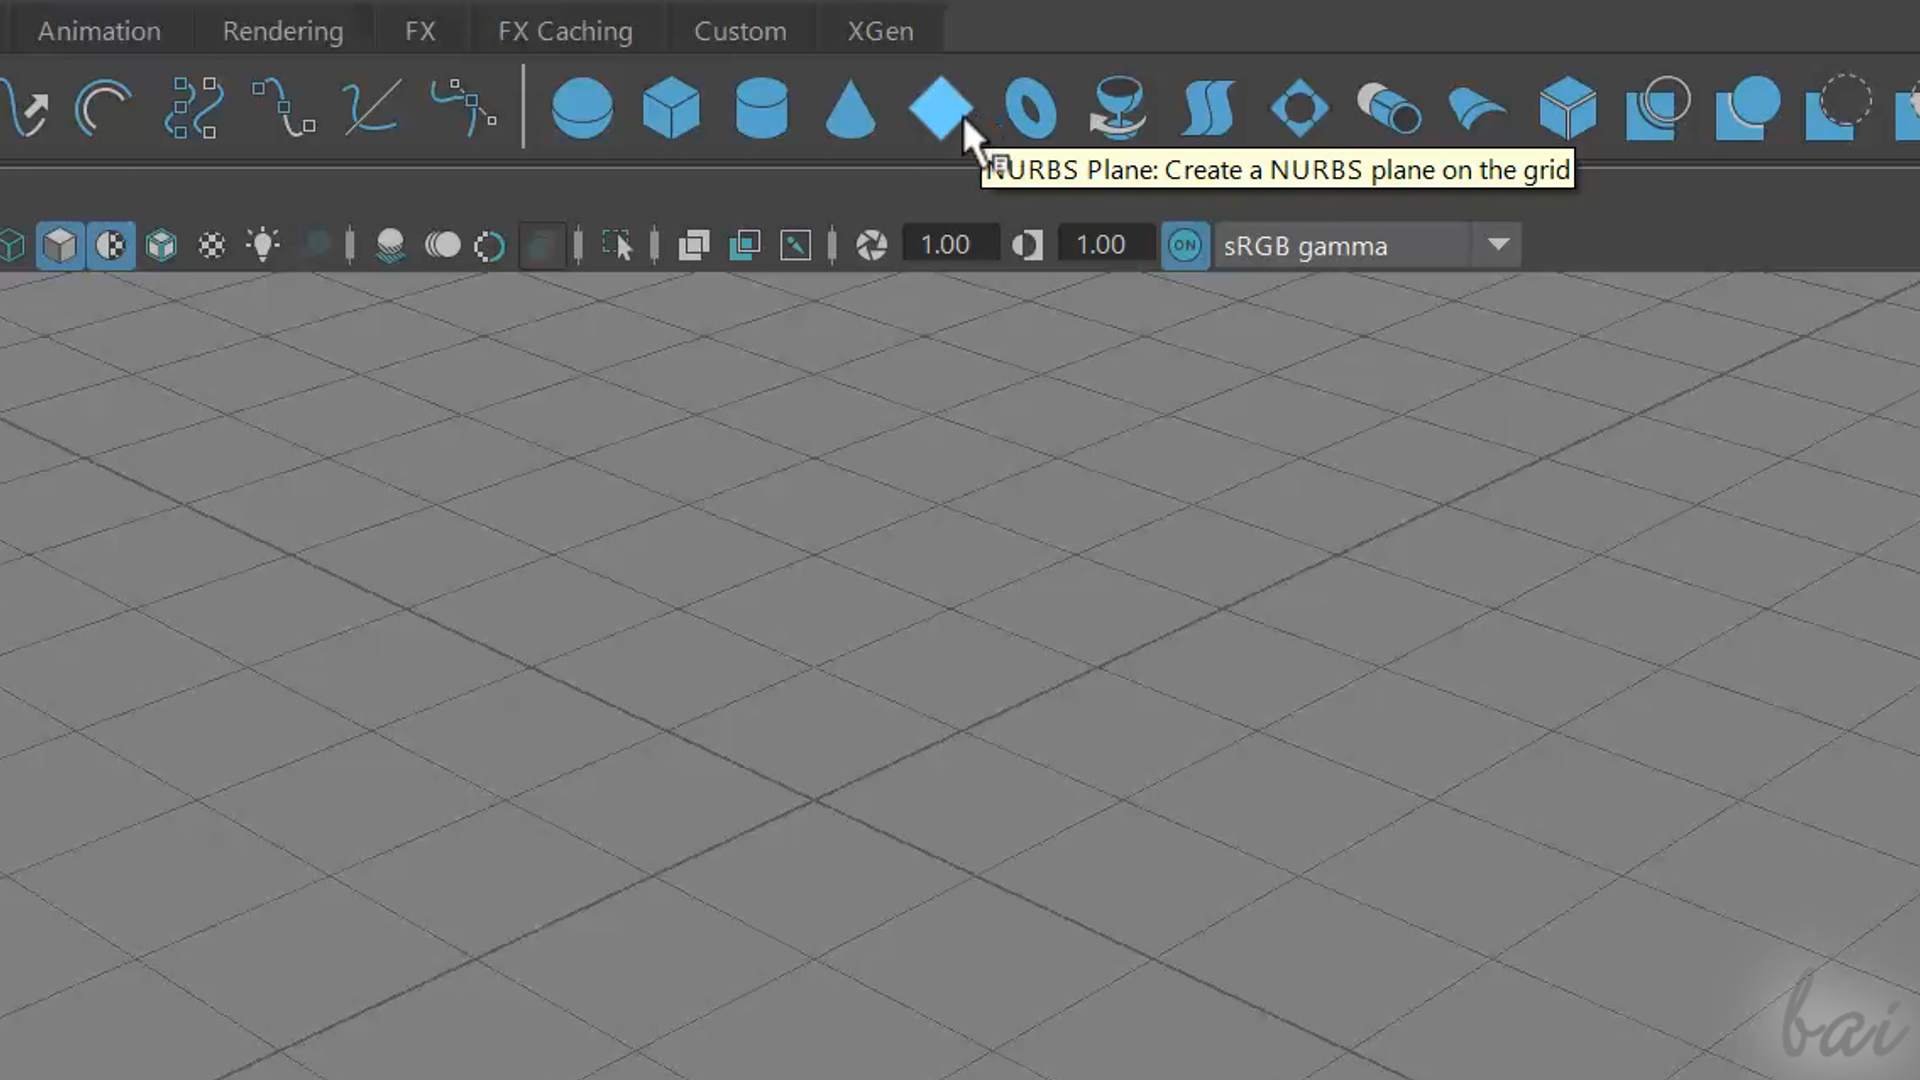 Animation Rendering FX FX Caching Custom XGen
NURBS Plane: Create a NURBS plane on the grid
1.00 1.00 ON sRGB gamma
bai